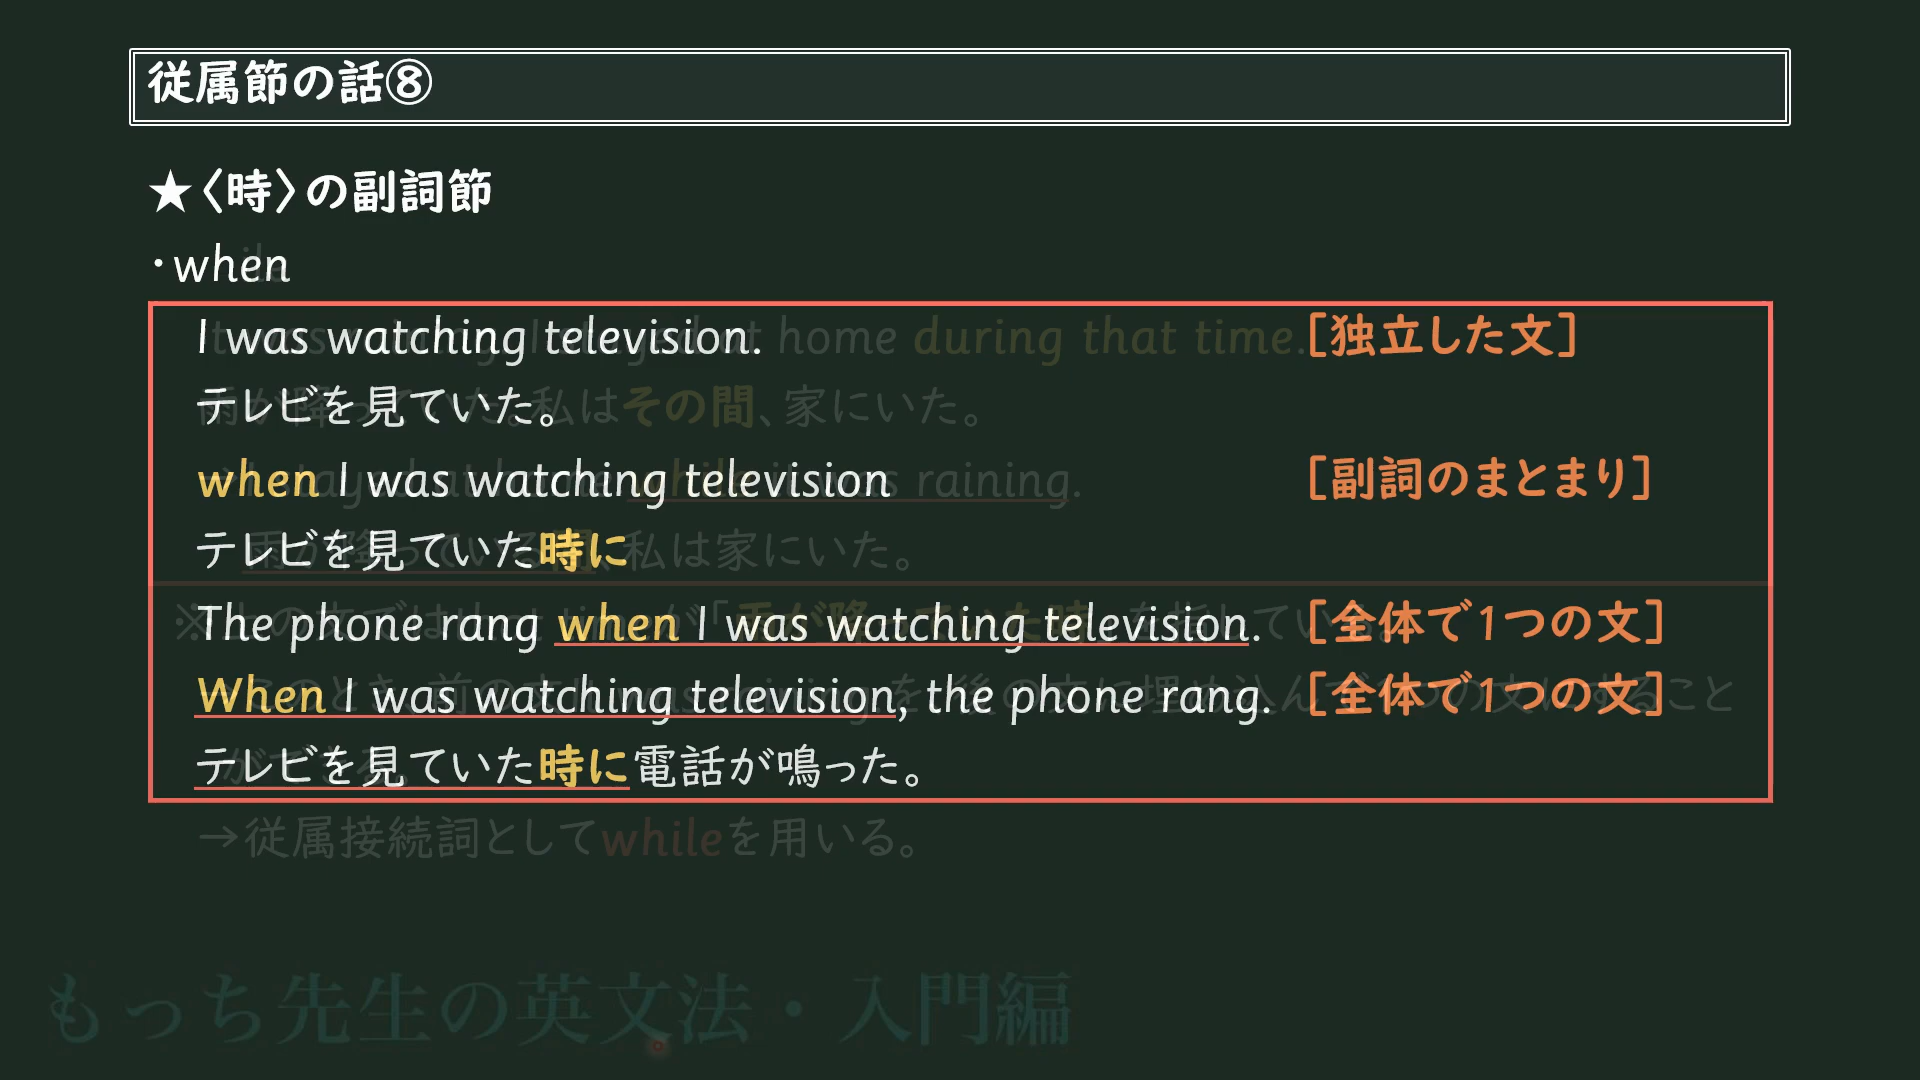 従属節の話⑧
★〈時〉の副詞節
・when
I was watching television. [独立した文]
テレビを見ていた。
when I was watching television [副詞のまとまり]
テレビを見ていた時に
The phone rang when I was watching television. [全体で1つの文]
When I was watching television, the phone rang. [全体で1つの文]
テレビを見ていた時に電話が鳴った。
→従属接続詞としてwhileを用いる。
もっち先生の英文法・入門編